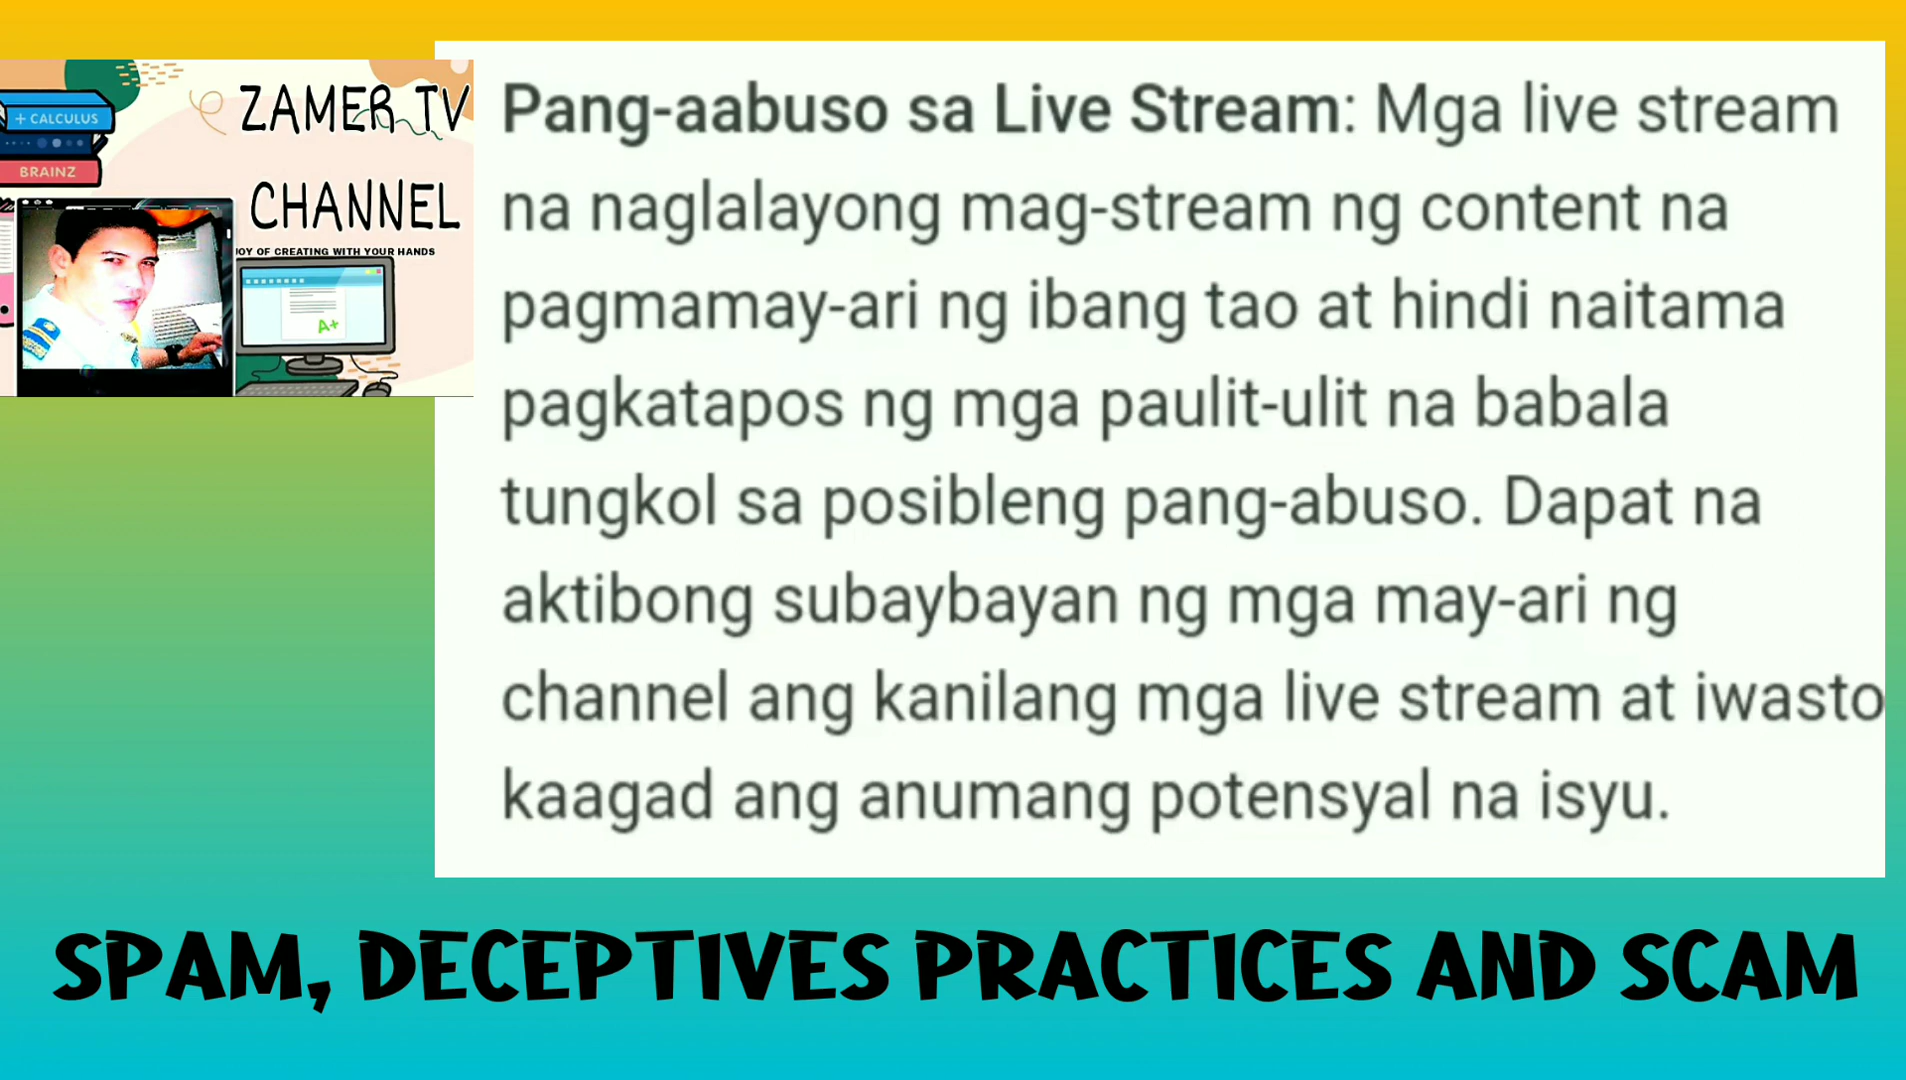 + CALCULUS
BRAINZ
ZAMER TV
CHANNEL
JOY OF CREATING WITH YOUR HANDS
A+
Pang-aabuso sa Live Stream: Mga live stream
na naglalayong mag-stream ng content na
pagmamay-ari ng ibang tao at hindi naitama
pagkatapos ng mga paulit-ulit na babala
tungkol sa posibleng pang-abuso. Dapat na
aktibong subaybayan ng mga may-ari ng
channel ang kanilang mga live stream at iwasto
kaagad ang anumang potensyal na isyu.
SPAM, DECEPTIVES PRACTICES AND SCAM